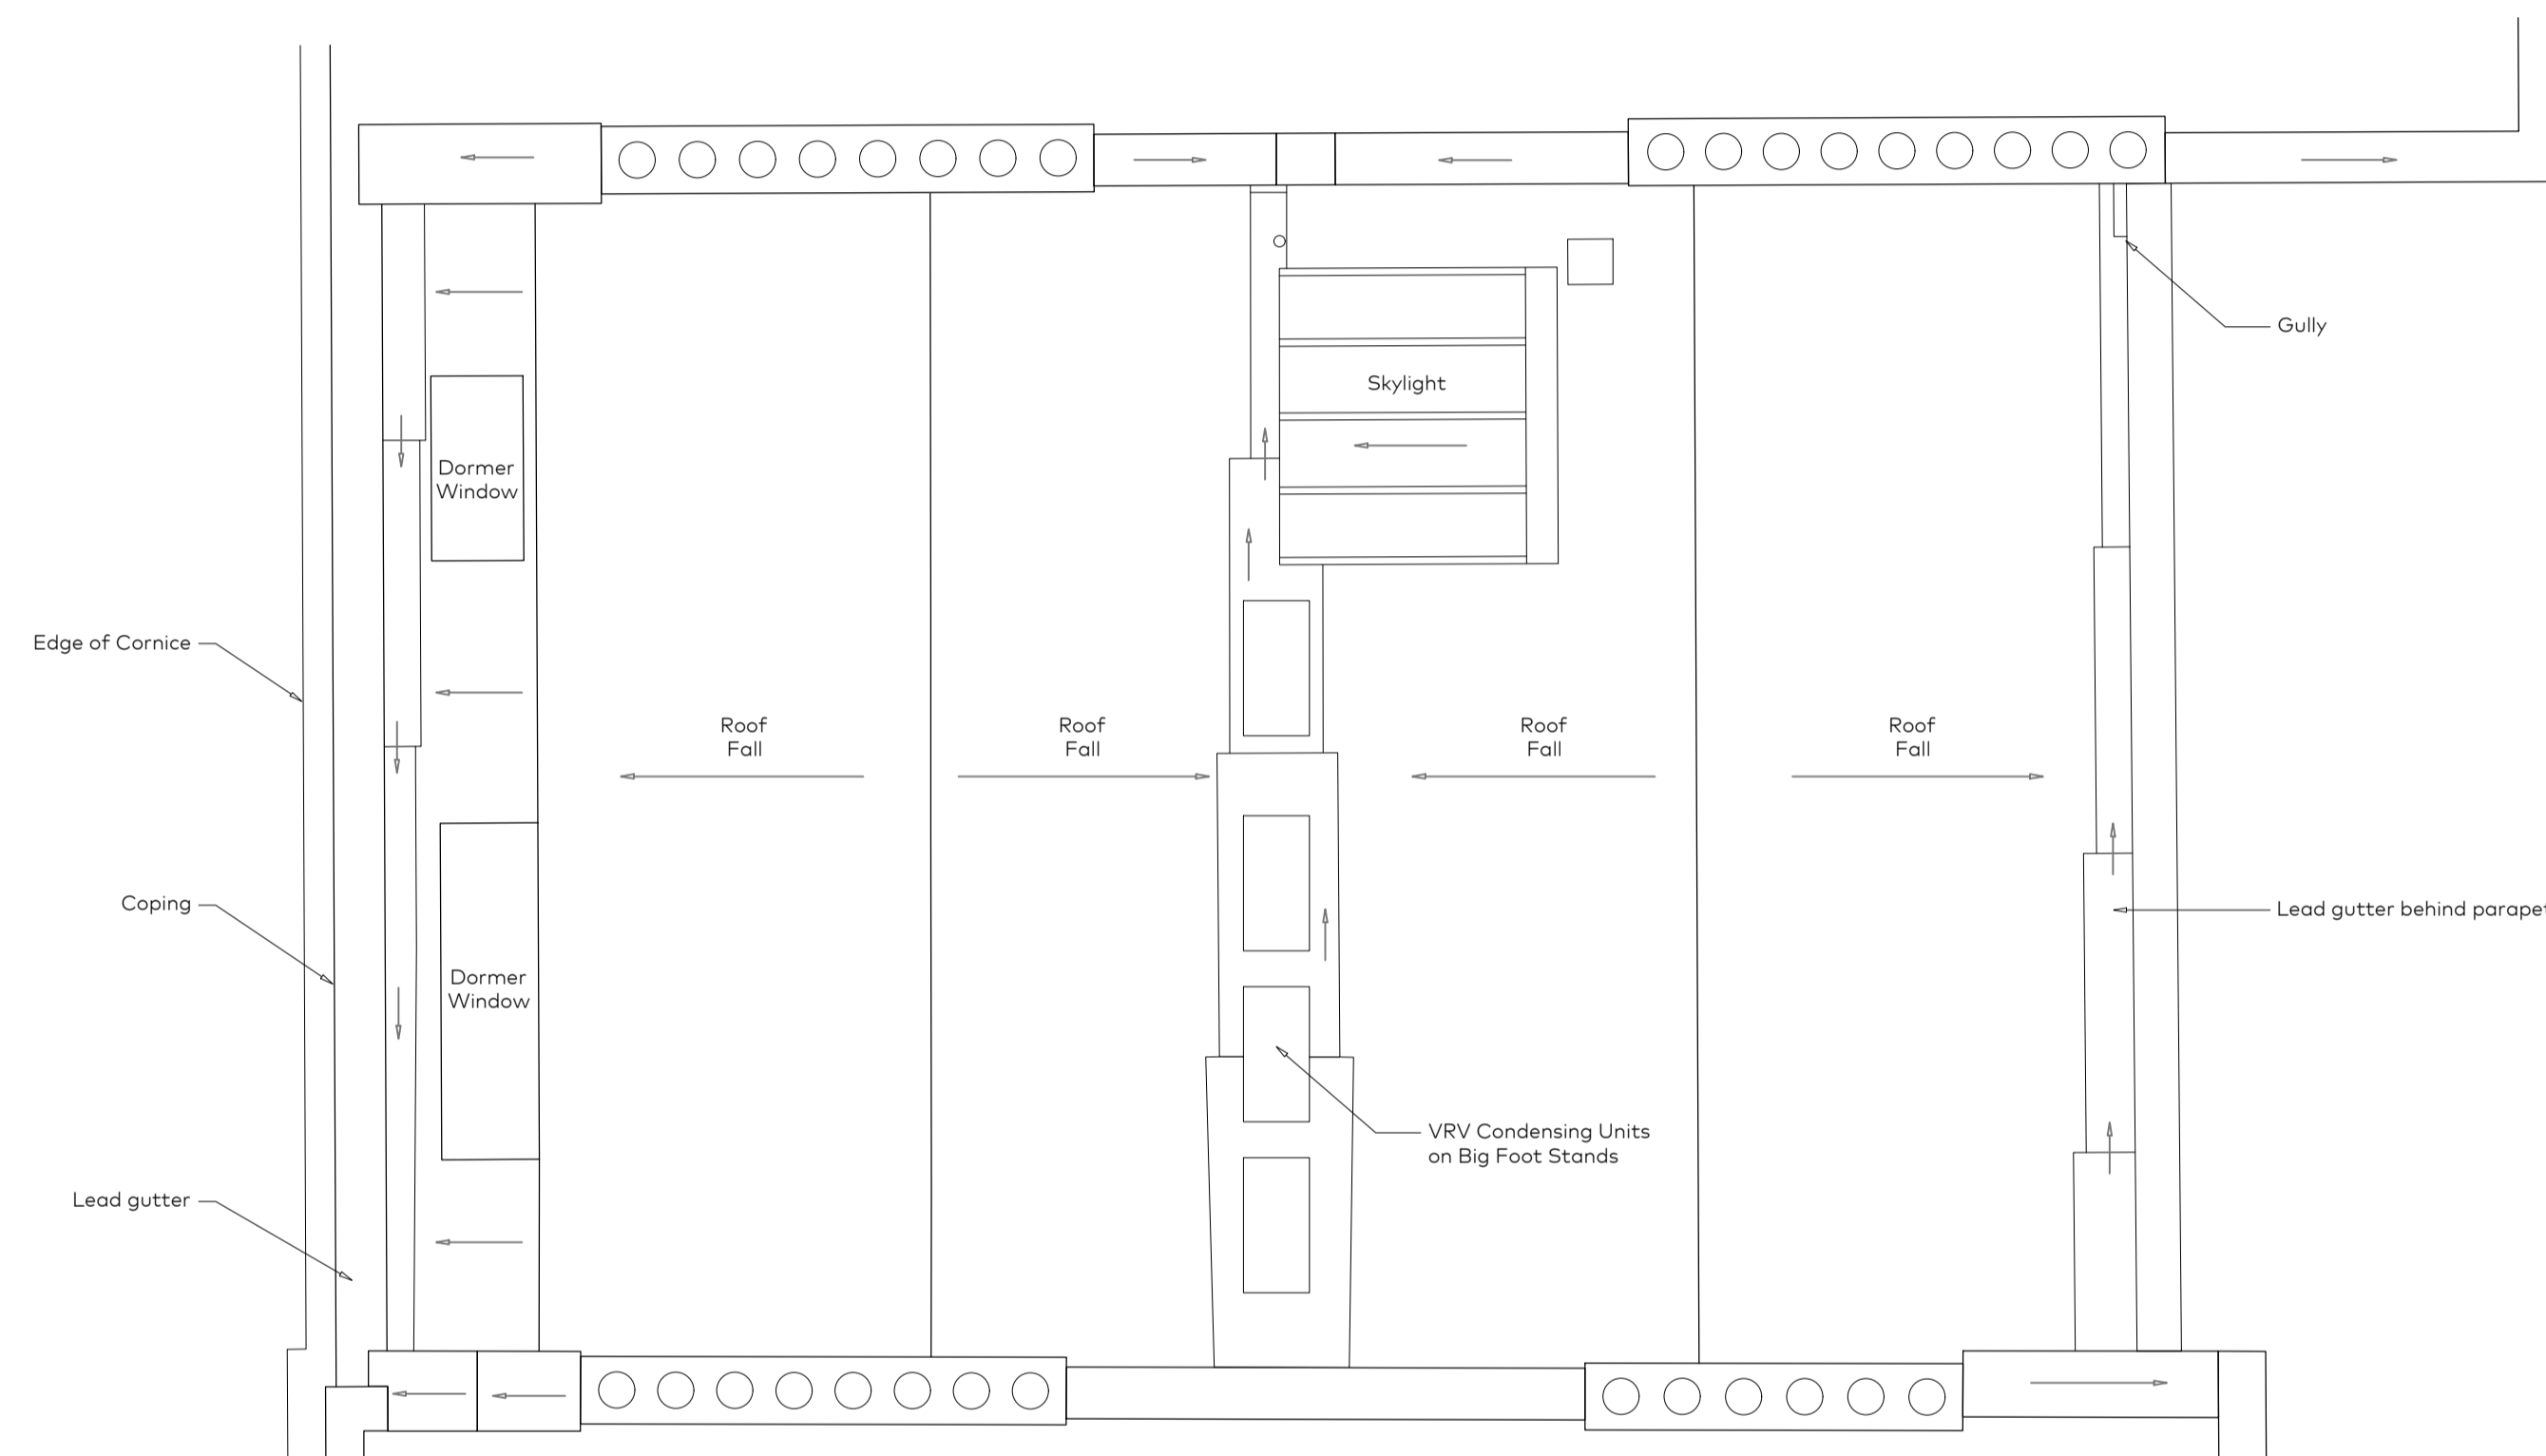 Gully
Skylight
Dormer
Window
Edge of Cornice
Roof
Fall
Roof
Fall
Roof
Fall
Roof
Fall
Coping
Lead gutter behind parapet
Dormer
Window
VRV Condensing Units
on Big Foot Stands
Lead gutter